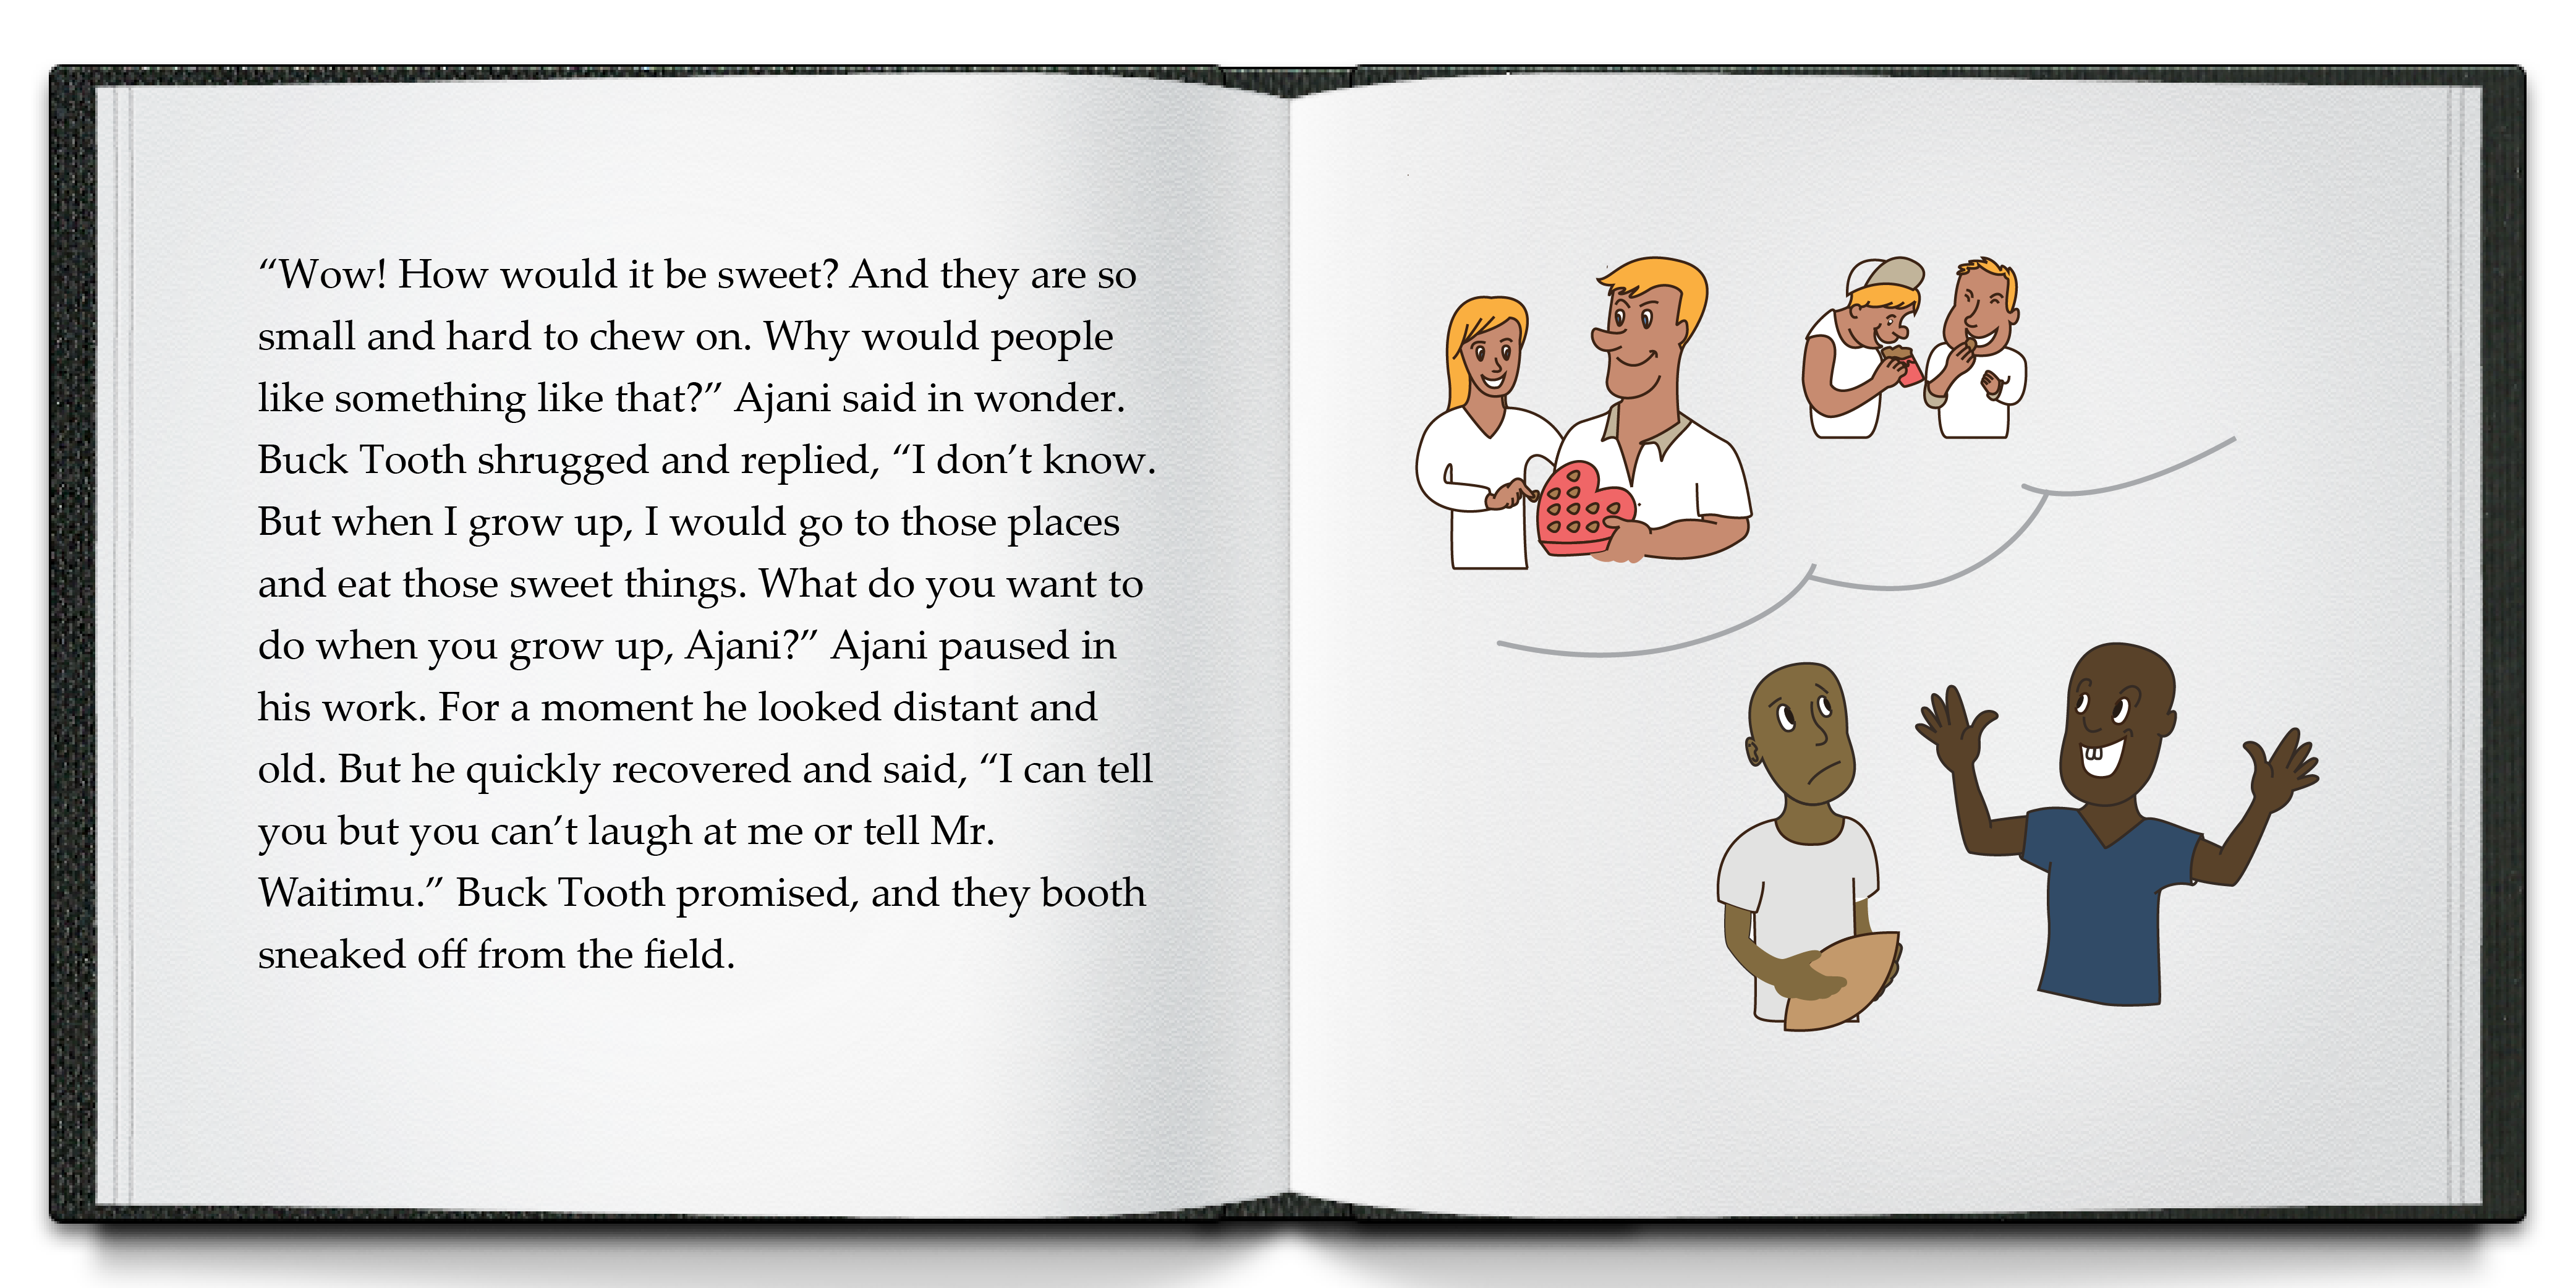 “Wow! How would it be sweet? And they are so
small and hard to chew on. Why would people
like something like that?” Ajani said in wonder.
Buck Tooth shrugged and replied, “I don’t know.
But when I grow up, I would go to those places
and eat those sweet things. What do you want to
do when you grow up, Ajani?” Ajani paused in
his work. For a moment he looked distant and
old. But he quickly recovered and said, “I can tell
you but you can’t laugh at me or tell Mr.
Waitimu.” Buck Tooth promised, and they booth
sneaked off from the field.